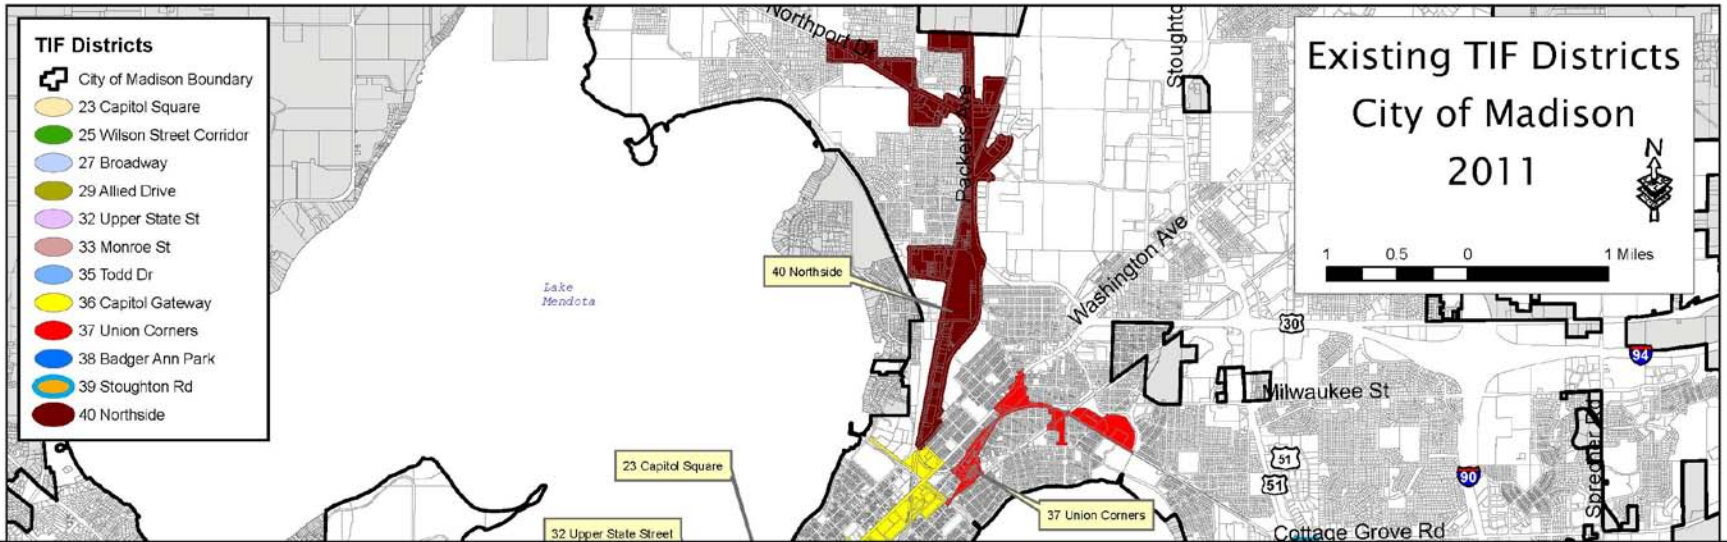 TIF Districts
City of Madison Boundary
23 Capitol Square
25 Wilson Street Corridor
27 Broadway
29 Allied Drive
32 Upper State St
33 Monroe St
35 Todd Dr
36 Capitol Gateway
37 Union Corners
38 Badger Ann Park
39 Stoughton Rd
40 Northside
Northport Dr
Packers Ave
Stoughto
Existing TIF Districts
City of Madison
2011
N
1 0.5 0 1 Miles
Washington Ave
40 Northside
Lake
Mendota
30
94
Milwaukee St
23 Capitol Square
51
51
90
Sprecher Rd
37 Union Corners
32 Upper State Street
Cottage Grove Rd